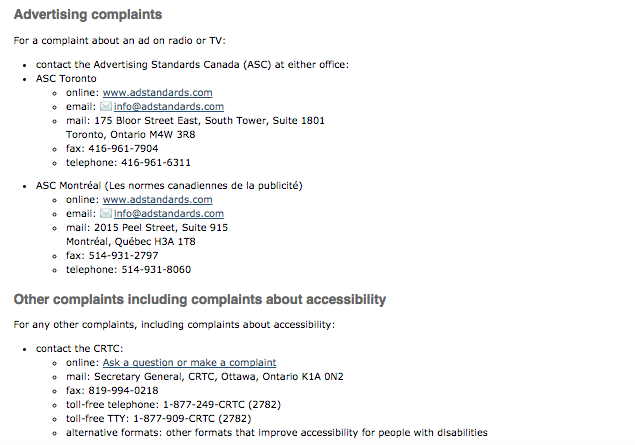 Advertising complaints
For a complaint about an ad on radio or TV:
contact the Advertising Standards Canada (ASC) at either office:
ASC Toronto
online: www.adstandards.com
email: info@adstandards.com
mail: 175 Bloor Street East, South Tower, Suite 1801
Toronto, Ontario M4W 3R8
fax: 416-961-7904
telephone: 416-961-6311
ASC Montréal (Les normes canadiennes de la publicité)
online: www.adstandards.com
email: info@adstandards.com
mail: 2015 Peel Street, Suite 915
Montréal, Québec H3A 1T8
fax: 514-931-2797
telephone: 514-931-8060
Other complaints including complaints about accessibility
For any other complaints, including complaints about accessibility:
contact the CRTC:
online: Ask a question or make a complaint
mail: Secretary General, CRTC, Ottawa, Ontario K1A 0N2
fax: 819-994-0218
toll-free telephone: 1-877-249-CRTC (2782)
toll-free TTY: 1-877-909-CRTC (2782)
alternative formats: other formats that improve accessibility for people with disabilities